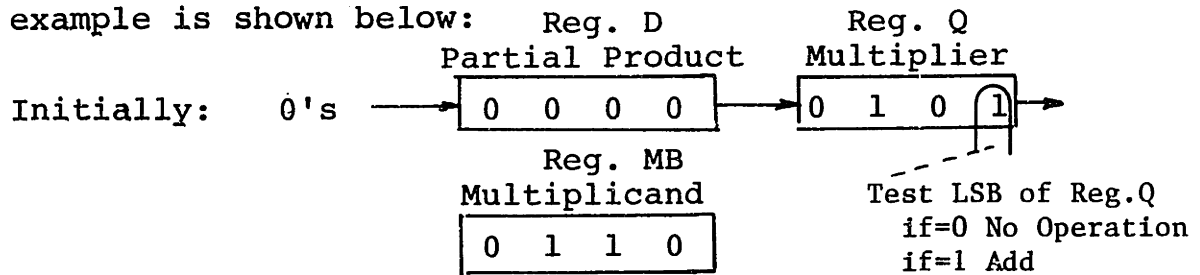 example is shown below:
Reg. D Reg. Q
Partial Product Multiplier
Initially: 0's 0 0 0 0 0 1 0 1
Reg. MB
Multiplicand
0 1 1 0
Test LSB of Reg.Q
if=0 No Operation
if=1 Add